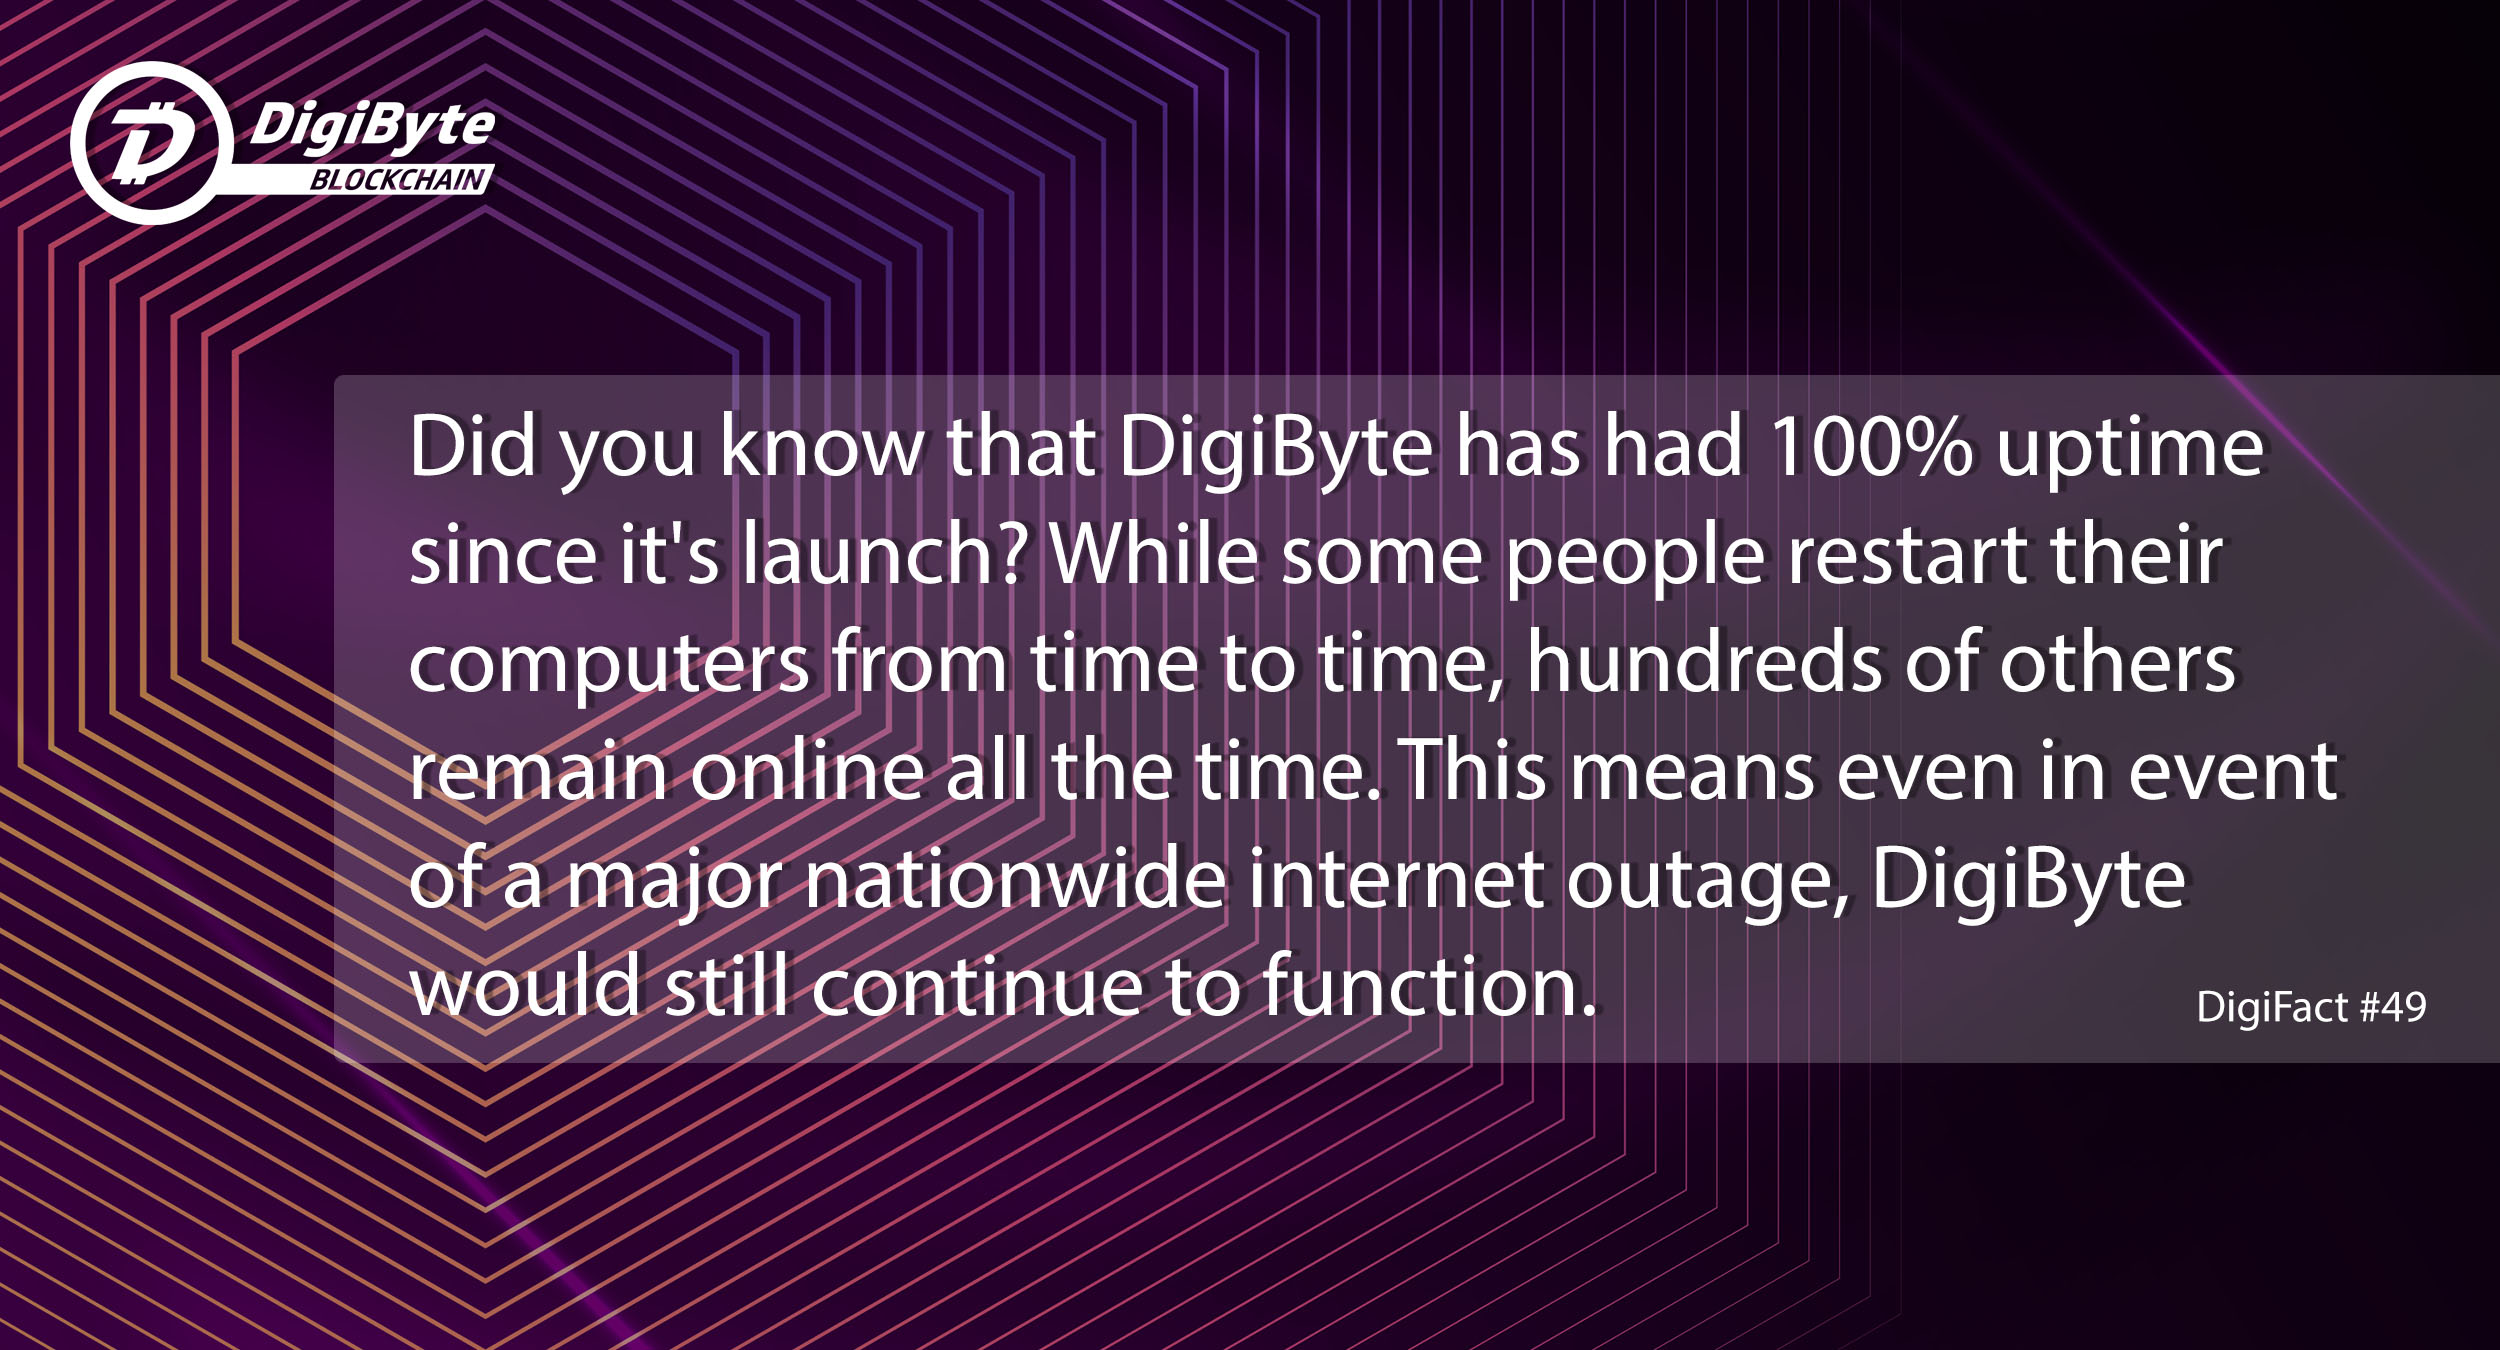 DigiByte
BLOCKCHAIN
Did you know that DigiByte has had 100% uptime
since it's launch? While some people restart their
computers from time to time, hundreds of others
remain online all the time. This means even in event
of a major nationwide internet outage, DigiByte
would still continue to function.
DigiFact #49